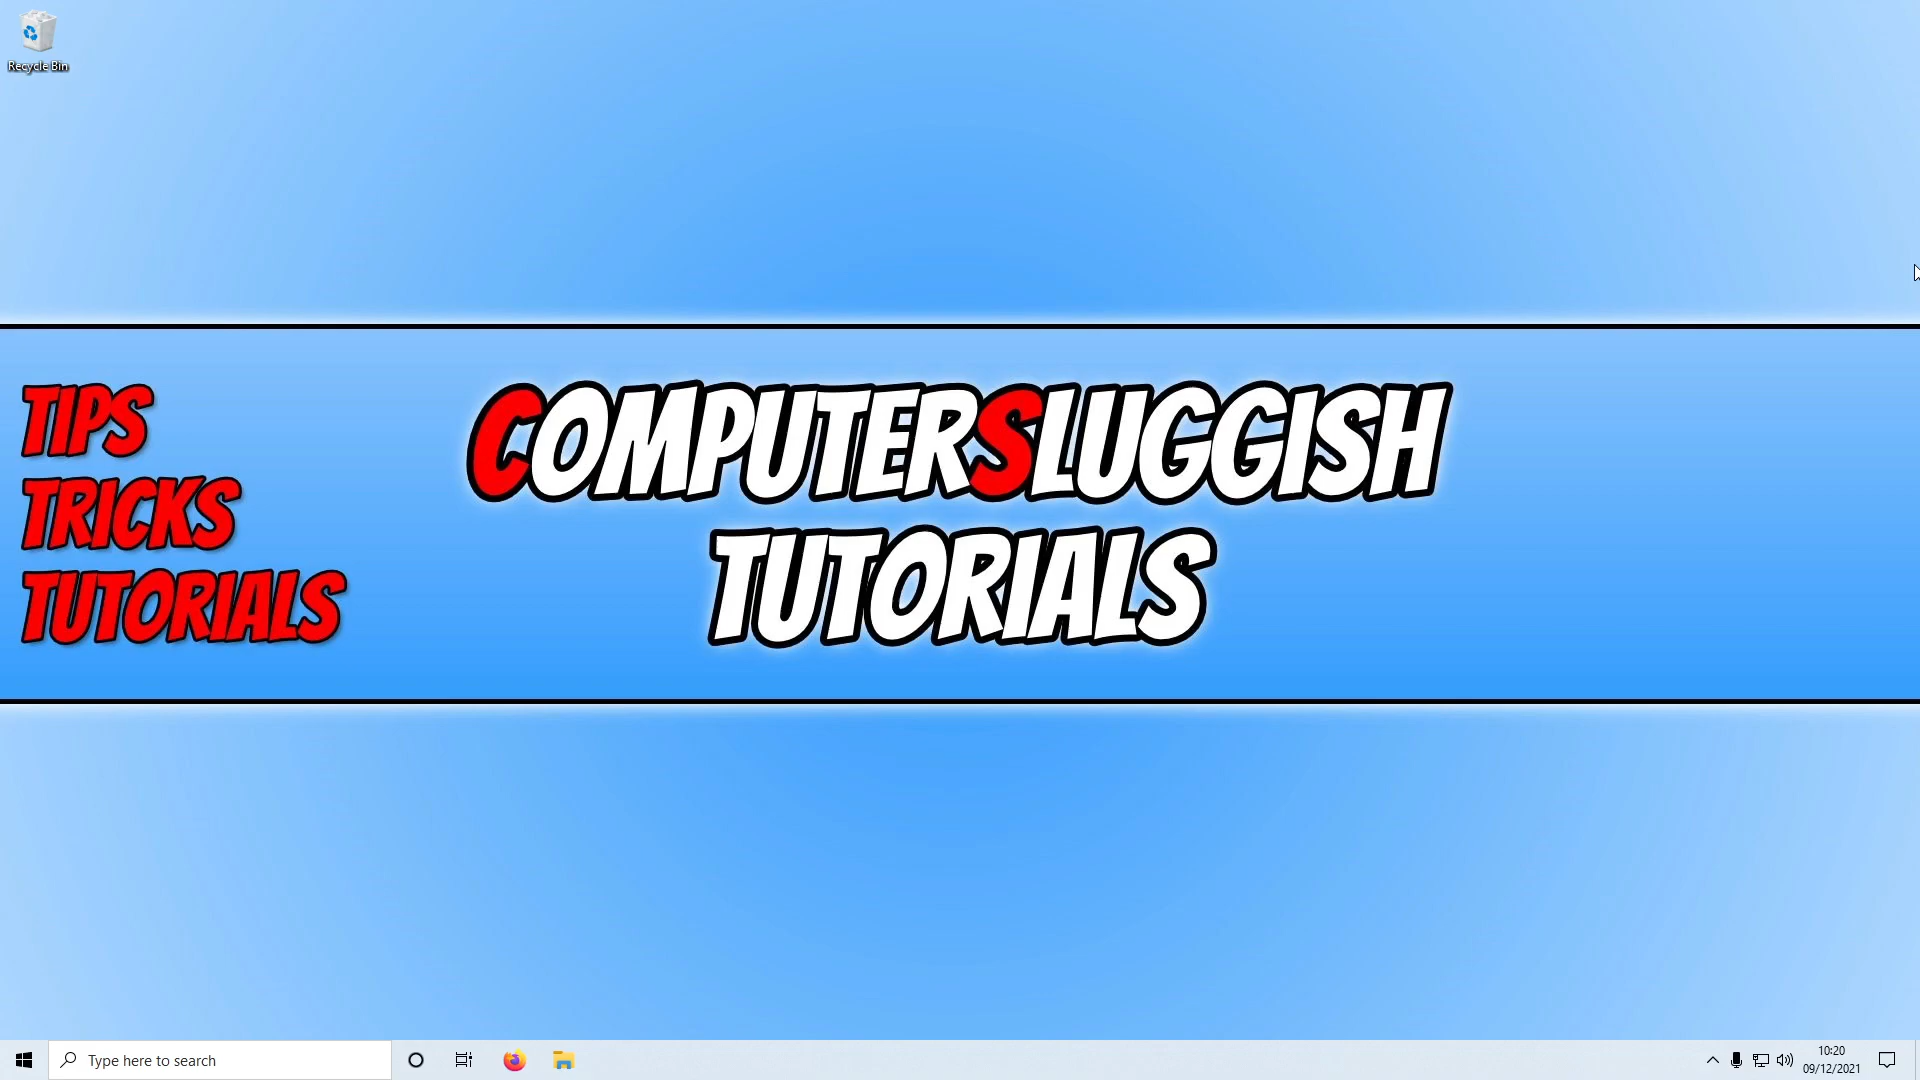 Recycle Bin
TIPS
TRICKS
TUTORIALS
COMPUTERSLUGGISH
TUTORIALS
Type here to search
10:20
09/12/2021